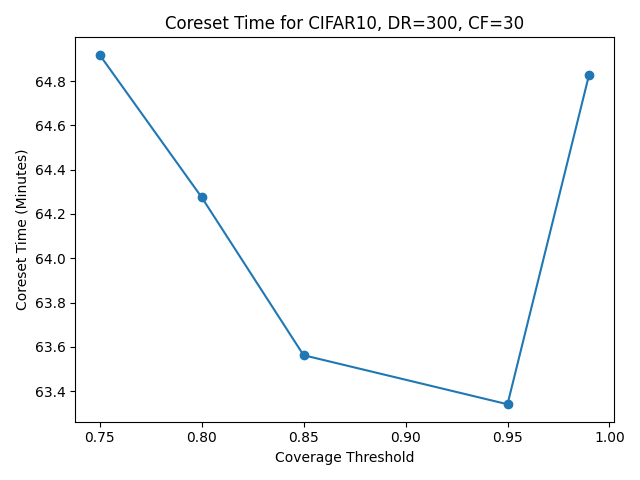 Coreset Time for CIFAR10, DR=300, CF=30
Coreset Time (Minutes)
64.8
64.6
64.4
64.2
64.0
63.8
63.6
63.4
0.75 0.80 0.85 0.90 0.95 1.00
Coverage Threshold